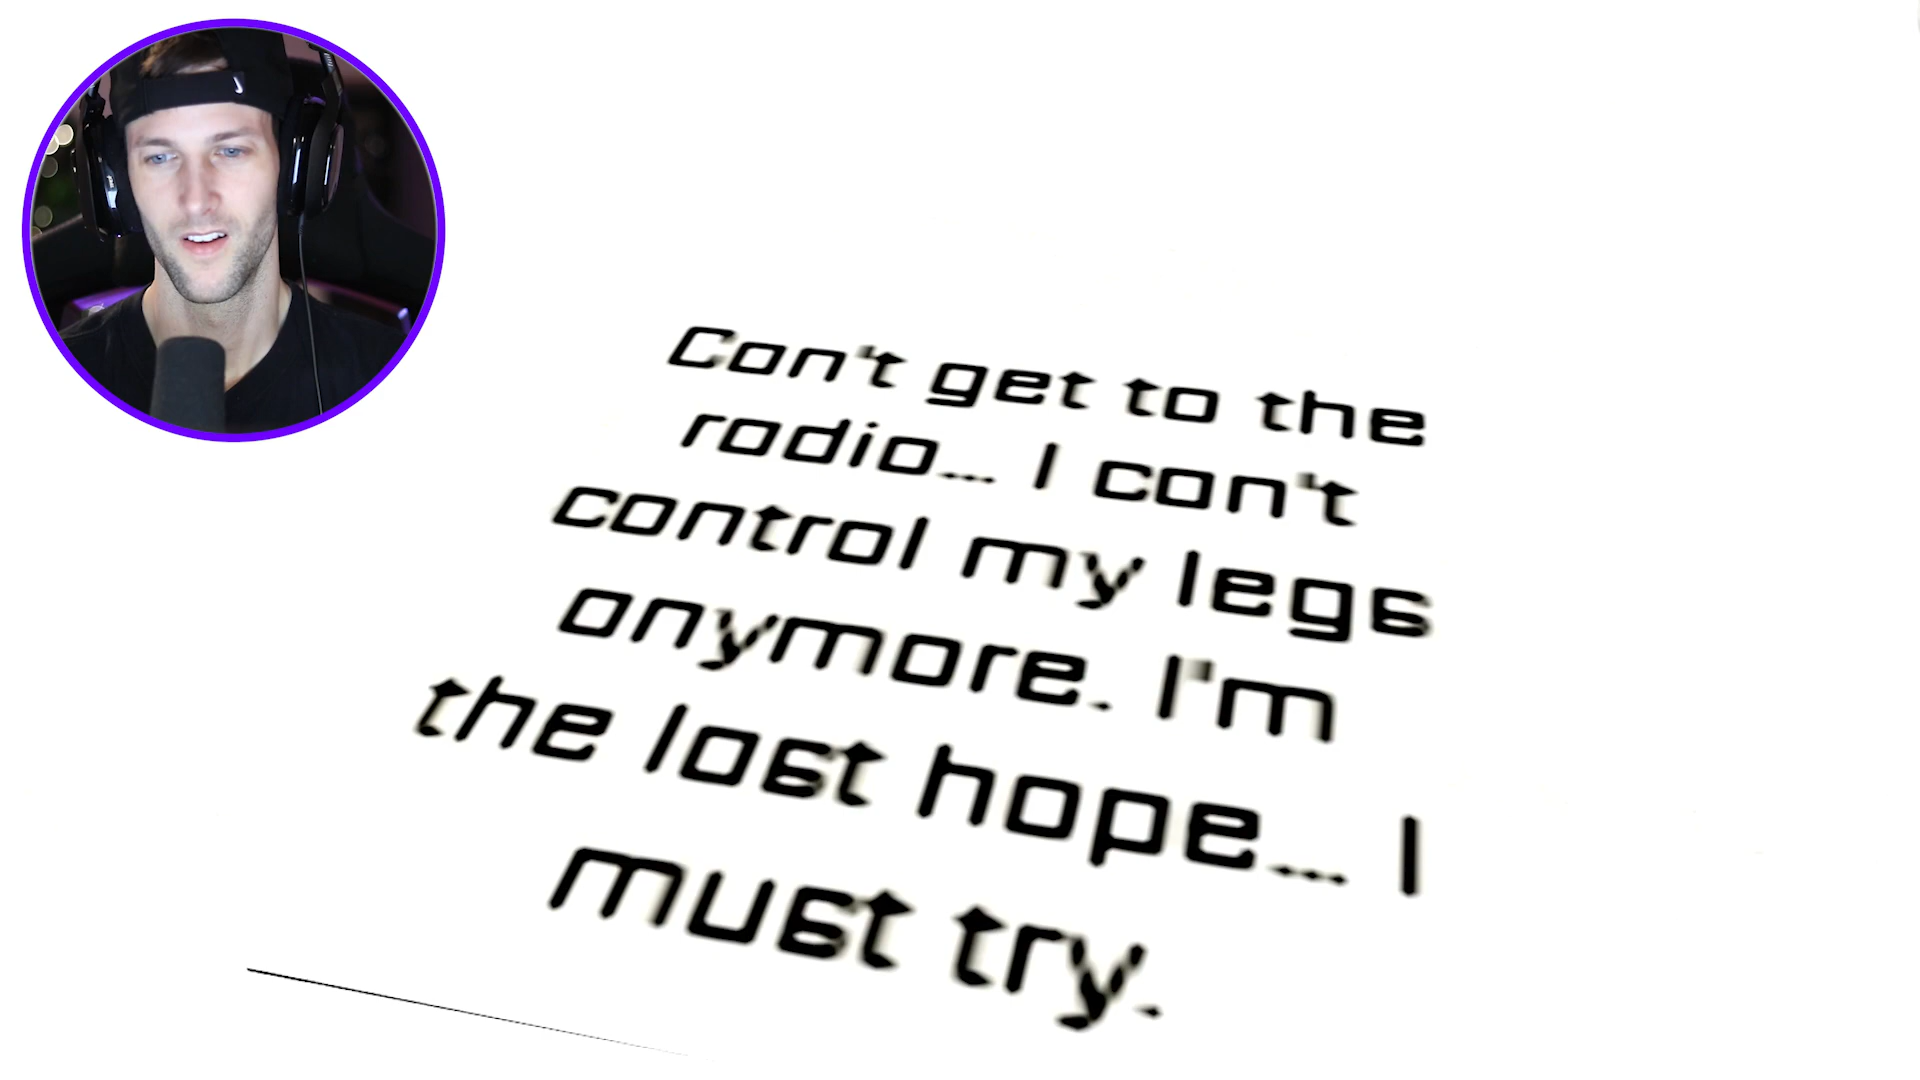 Can't get to the
radio... I can't
control my legs
anymore. I'm
the last hope... I
must try.